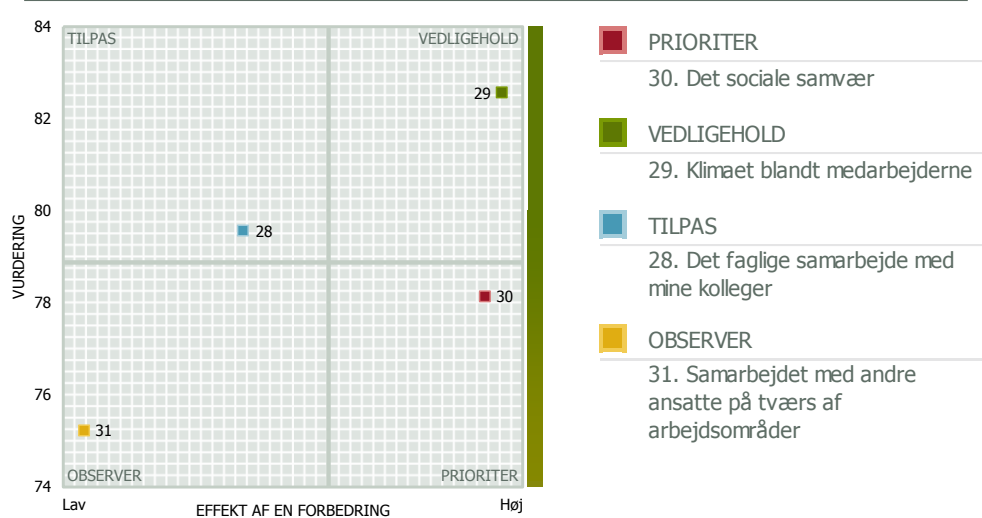 84
82
80
78
76
74
VURDERING
TILPAS
VEDLIGEHOLD
29
28
30
31
OBSERVER
PRIORITER
Lav
EFFEKT AF EN FORBEDRING
Høj
PRIORITER
30. Det sociale samvær
VEDLIGEHOLD
29. Klimaet blandt medarbejderne
TILPAS
28. Det faglige samarbejde med
mine kolleger
OBSERVER
31. Samarbejdet med andre
ansatte på tværs af
arbejdsområder